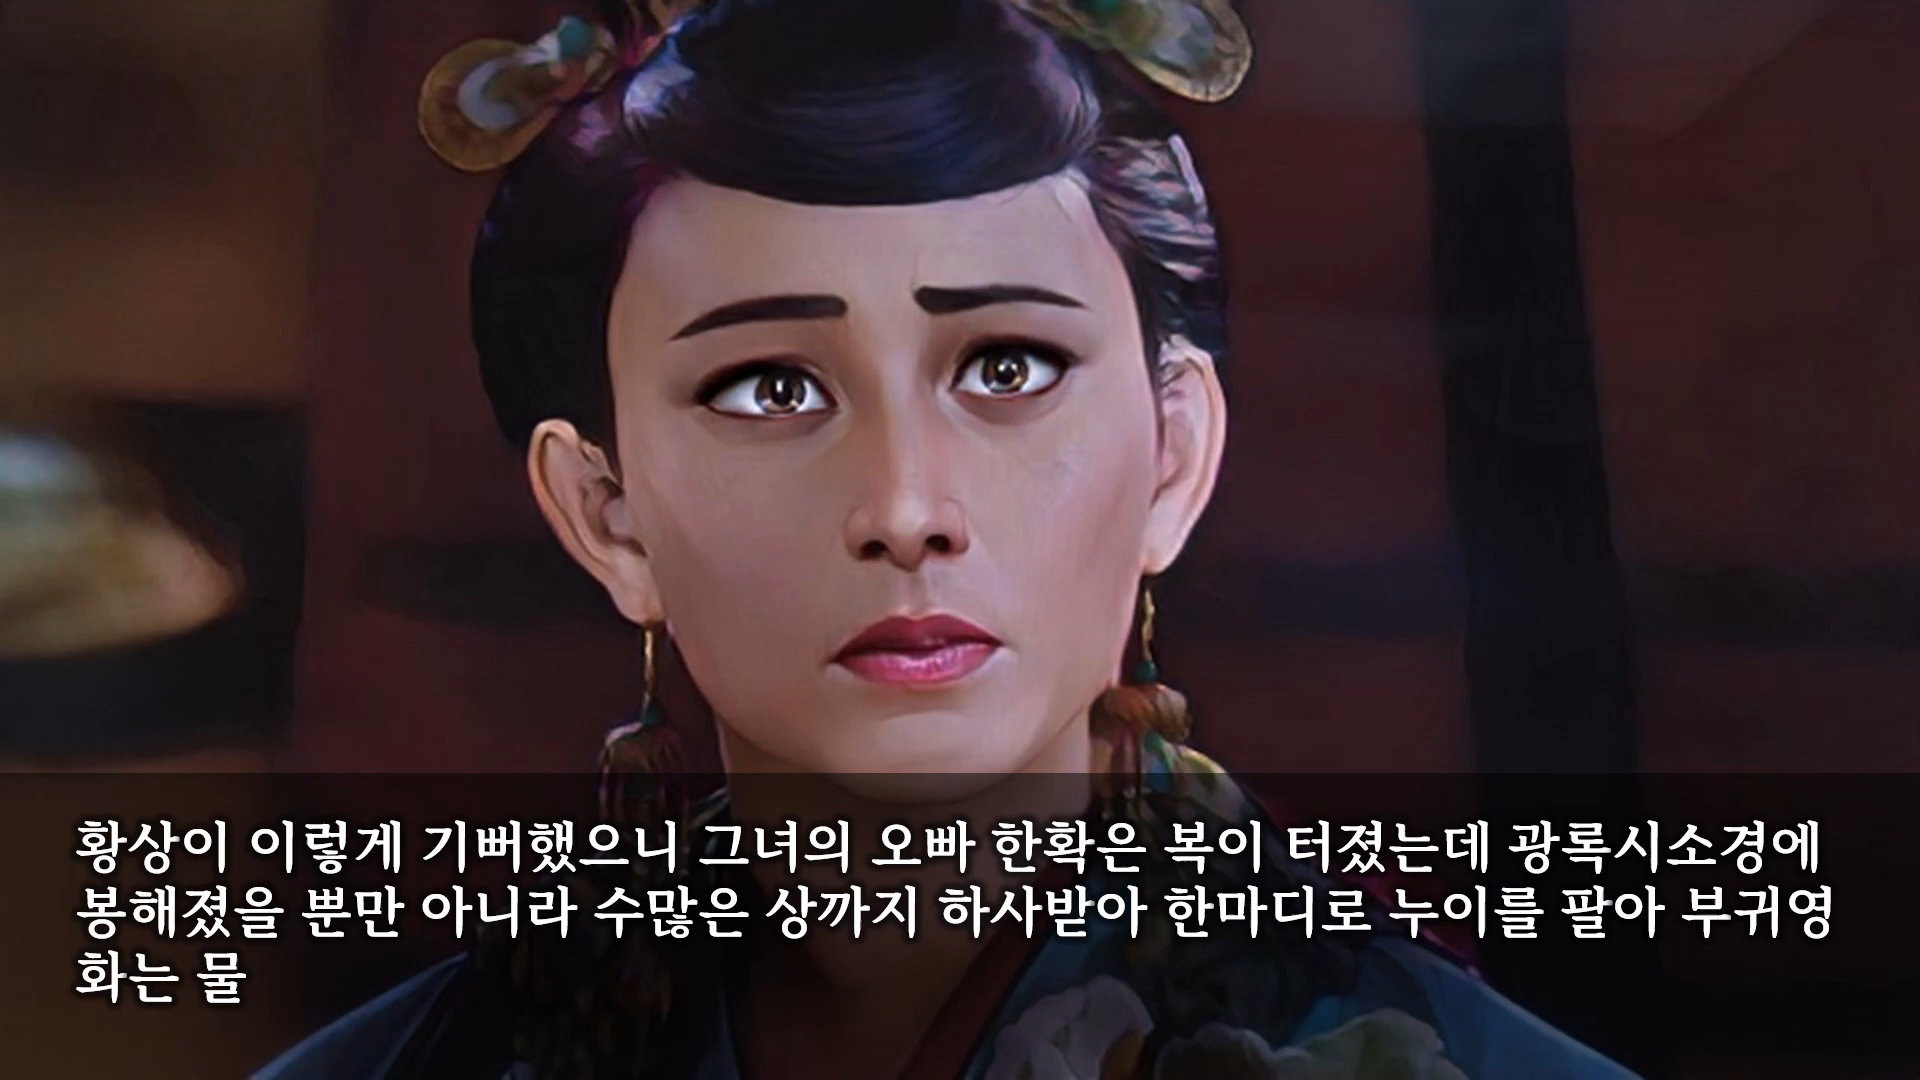 황상이 이렇게 기뻐했으니 그녀의 오빠 한확은 복이 터졌는데 광록시소경에
봉해졌을 뿐만 아니라 수많은 상까지 하사받아 한마디로 누이를 팔아 부귀영
화는 물